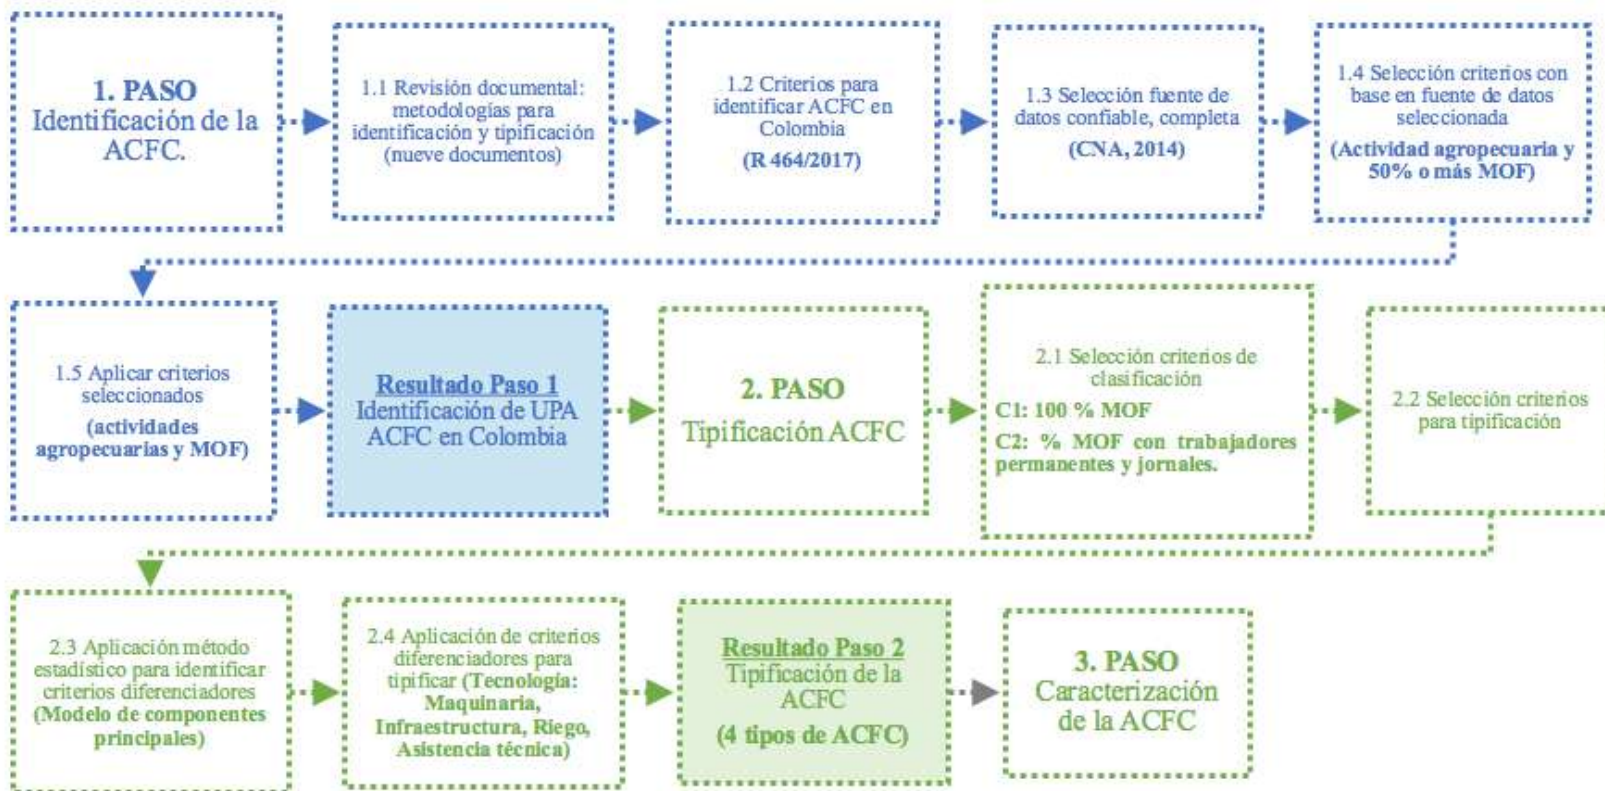 1. PASO
Identificación de la
ACFC.
1.1 Revisión documental:
metodologías para
identificación y tipificación
(nueve documentos)
1.2 Criterios para
identificar ACFC en
Colombia
(R 464/2017)
1.3 Selección fuente de
datos confiable, completa
(CNA, 2014)
1.4 Selección criterios con
base en fuente de datos
seleccionada
(Actividad agropecuaria y
50% o más MOF)
1.5 Aplicar criterios
seleccionados
(actividades
agropecuarias y MOF)
Resultado Paso 1
Identificación de UPA
ACFC en Colombia
2. PASO
Tipificación ACFC
2.1 Selección criterios de
clasificación
C1: 100 % MOF
C2: % MOF con trabajadores
permanentes y jornales.
2.2 Selección criterios
para tipificación
2.3 Aplicación método
estadístico para identificar
criterios diferenciadores
(Modelo de componentes
principales)
2.4 Aplicación de criterios
diferenciadores para
tipificar (Tecnología:
Maquinaria,
Infraestructura, Riego,
Asistencia técnica)
Resultado Paso 2
Tipificación de la
ACFC
(4 tipos de ACFC)
3. PASO
Caracterización
de la ACFC